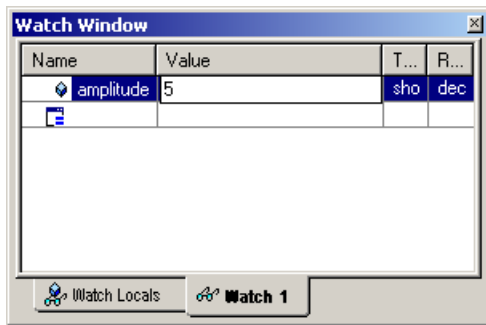 Watch Window
Name Value T... R...
amplitude 5 sho dec
Watch Locals Watch 1